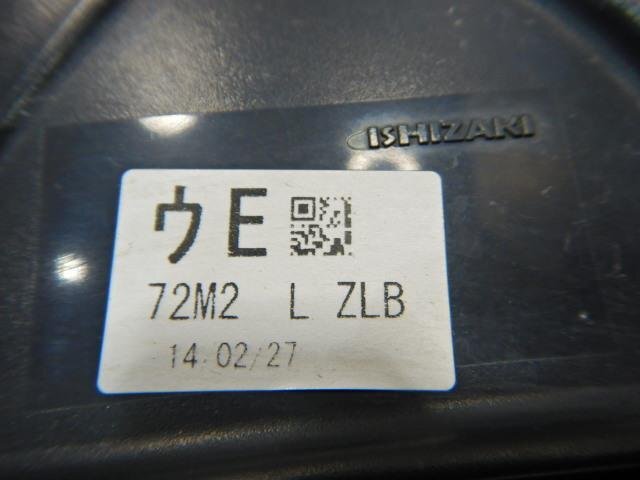 ISHIZAKI
ウE
72M2 L ZLB
14.02/27